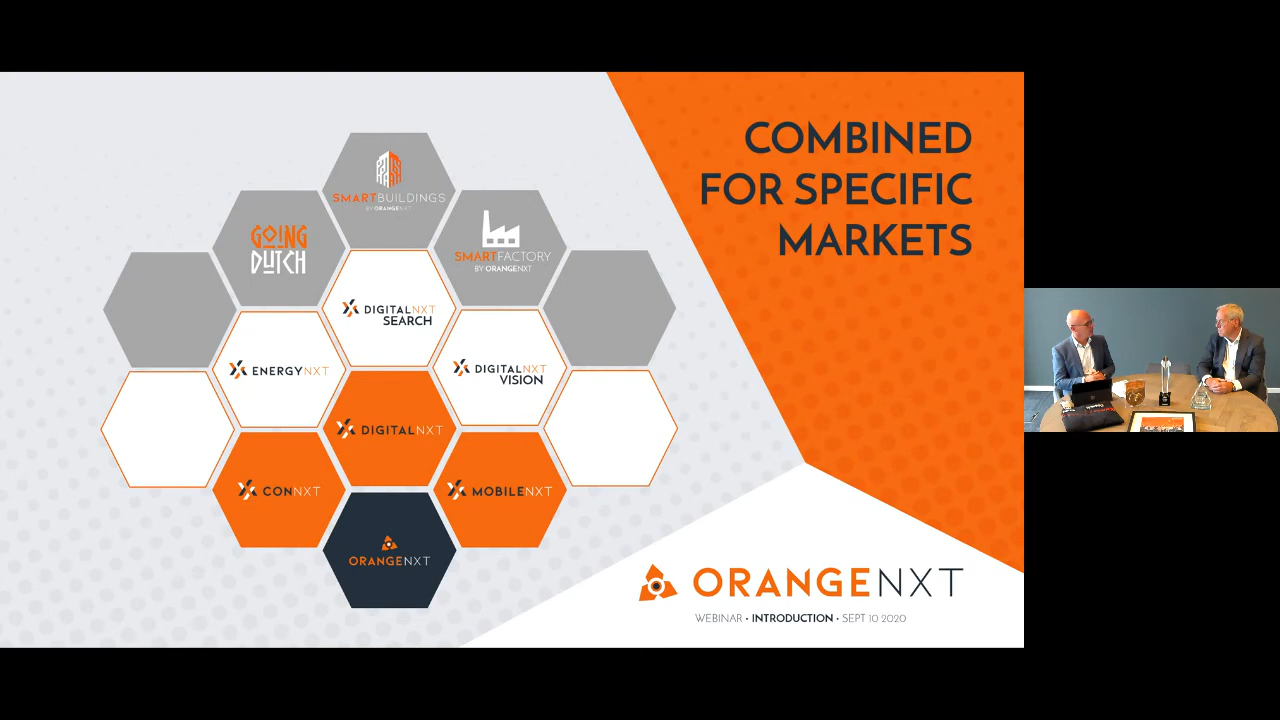 COMBINED
FOR SPECIFIC
MARKETS
SMARTBUILDINGS
BY ORANGENXT
GOING
DUTCH
SMARTFACTORY
BY ORANGENXT
DIGITALNXT
SEARCH
ENERGYNXT
DIGITALNXT
VISION
DIGITALNXT
CONNXT
MOBILENXT
ORANGENXT
ORANGENXT
WEBINAR • INTRODUCTION • SEPT 10 2020